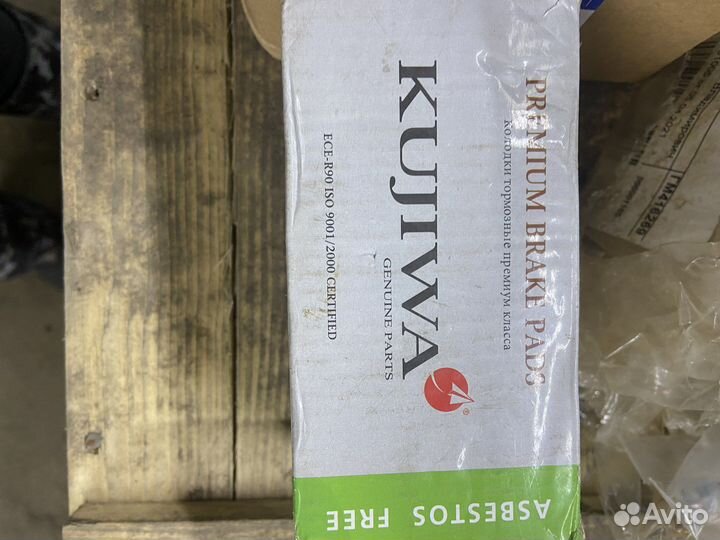 PREMIUM BRAKE PADS
колодки тормозные премиум класса
KUJIWA
®
GENUINE PARTS
ECE-R90 ISO 9001/2000 CERTIFIED
ASBESTOS FREE
ГМ416269
Avito